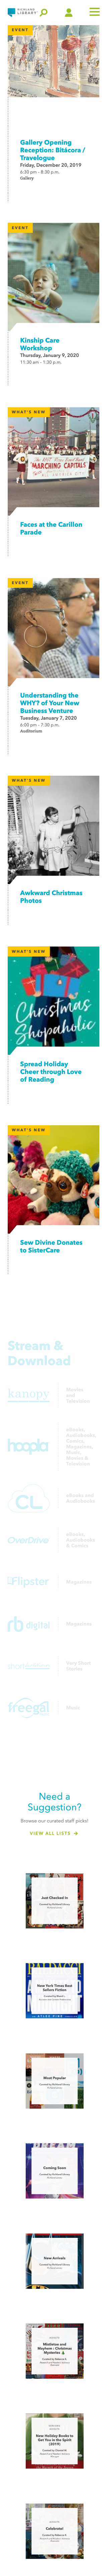 RICHLAND
LIBRARY
EVENT
Gallery Opening
Reception: Bitácora /
Travelogue
Friday, December 20, 2019
6:30 pm - 8:30 p.m.
Gallery
EVENT
Kinship Care
Workshop
Thursday, January 9, 2020
11:30 am - 1:30 p.m.
WHAT'S NEW
MARCHING CAPITALS
Faces at the Carillon
Parade
EVENT
Understanding the
WHY? of Your New
Business Venture
Tuesday, January 7, 2020
6:00 pm - 7:30 p.m.
Auditorium
WHAT'S NEW
Awkward Christmas
Photos
WHAT'S NEW
Christmas
Shopaholic
Spread Holiday
Cheer through Love
of Reading
WHAT'S NEW
Sew Divine Donates
to SisterCare
Stream &
Download
kanopy
Movies
and
Television
hoopla
eBooks,
Audiobooks,
Comics,
Magazines,
Music,
Movies &
Television
CL
eBooks and
Audiobooks
OverDrive
eBooks,
Audiobooks
& Comics
Flipster
Magazines
rb digital
Magazines
Very Short
Stories
freegal
Music
Need a
Suggestion?
Browse our curated staff picks!
VIEW ALL LISTS →
Just Checked In
New York Times Best
Sellers Fiction
Most Popular
Coming Soon
New Arrivals
Mistletoe and
Mayhem : Christmas
Mysteries
New Holiday Books to
Get You in the Spirit
(2019)
Celebrate!